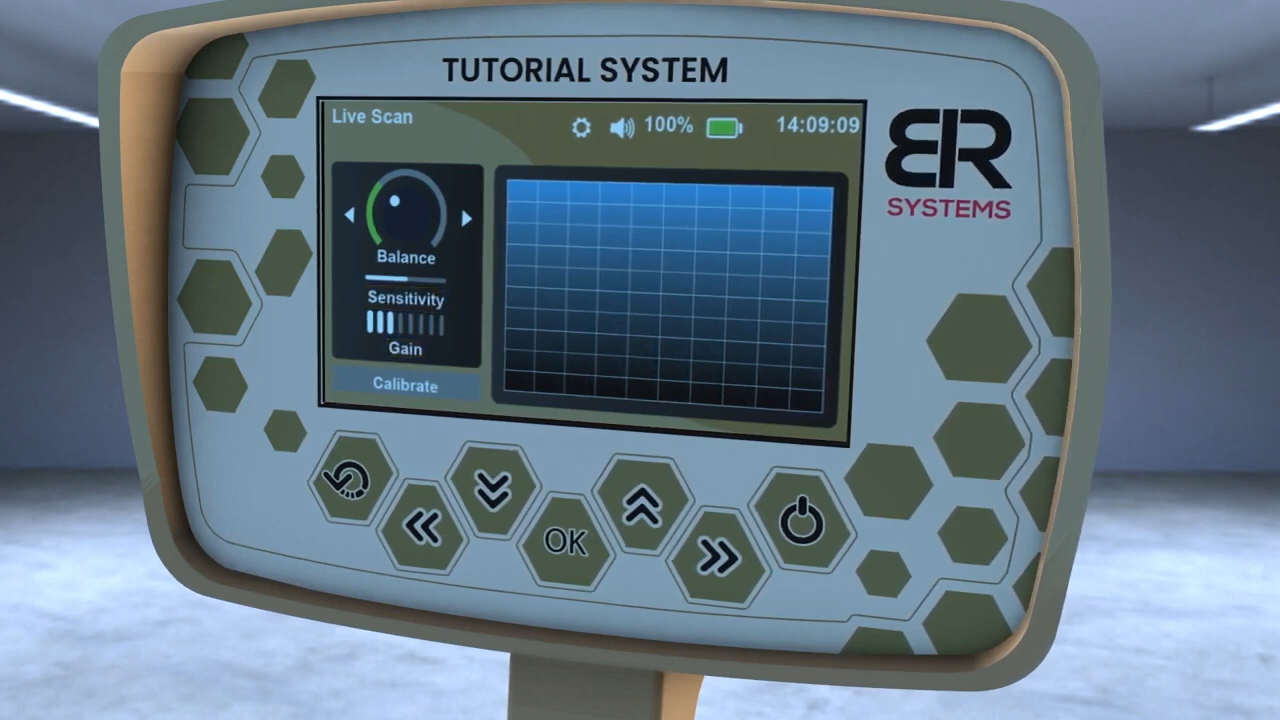 TUTORIAL SYSTEM
Live Scan
100%
14:09:09
Balance
Sensitivity
Gain
Calibrate
OK
BR
SYSTEMS